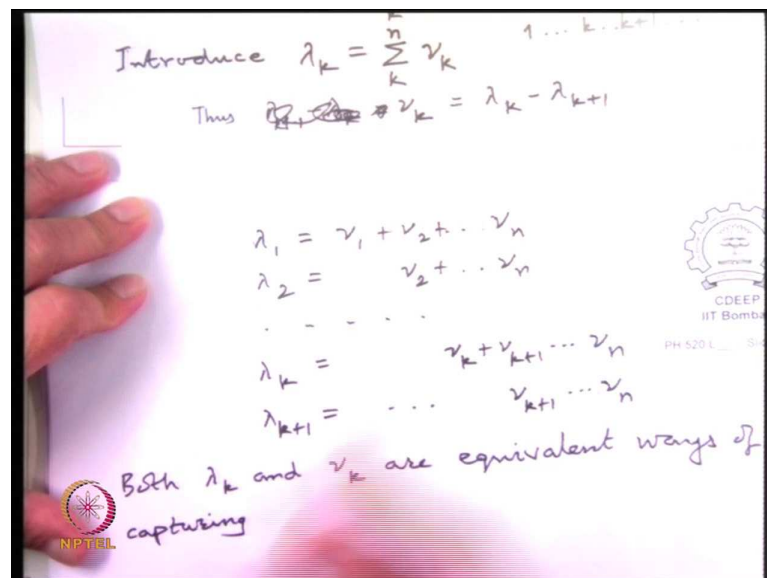 1 ... k .. k+1 ...
Introduce λ_k = Σ_k^n ν_k
Thus ν_k = λ_k - λ_{k+1}
λ_1 = ν_1 + ν_2 + .. ν_n
λ_2 = ν_2 + .. ν_n
. - - . .
λ_k = ν_k + ν_{k+1} ... ν_n
λ_{k+1} = ... ν_{k+1} ... ν_n
CDEEP
IIT Bomba
PH 520 L
Both λ_k and ν_k are equivalent ways of
capturing
NPTEL